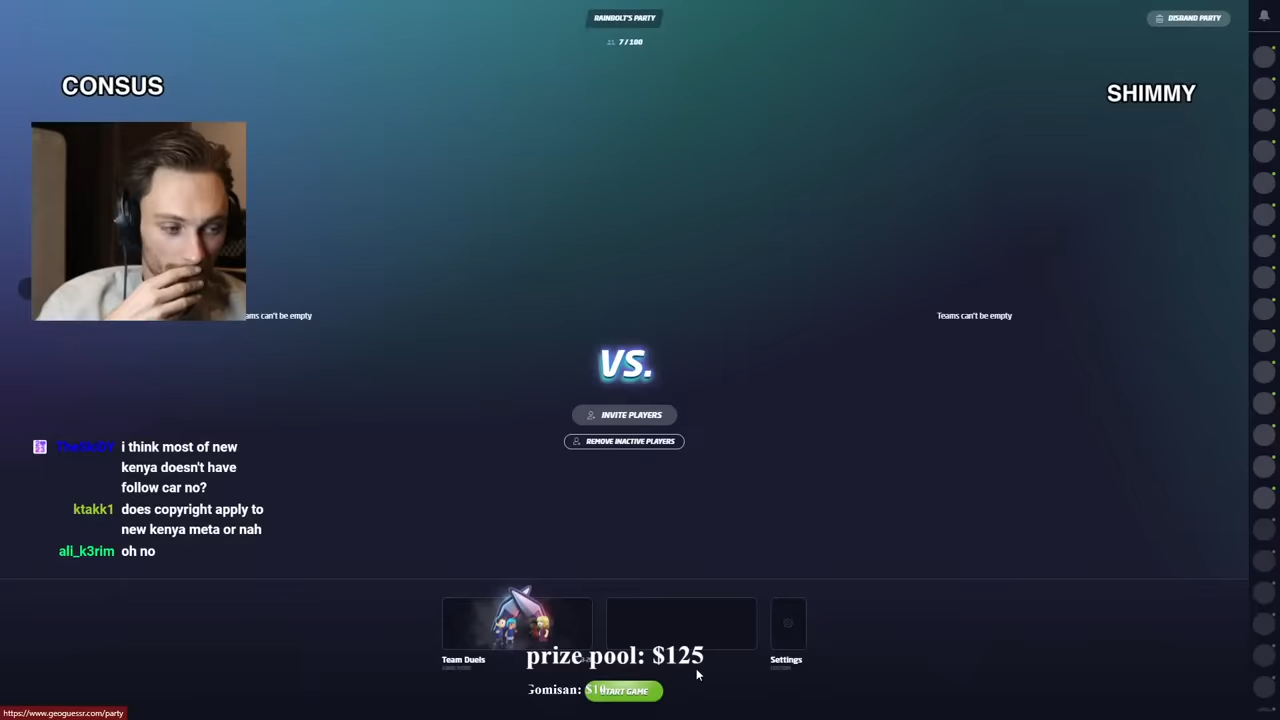 RAINBOLT'S PARTY
DISBAND PARTY
7 / 100
CONSUS
SHIMMY
ams can't be empty
Teams can't be empty
VS.
INVITE PLAYERS
REMOVE INACTIVE PLAYERS
i think most of new
kenya doesn't have
follow car no?
ktakk1 does copyright apply to
new kenya meta or nah
ali_k3rim oh no
Team Duels
Settings
prize pool: $125
Gomisan: $10
START GAME
https://www.geoguessr.com/party